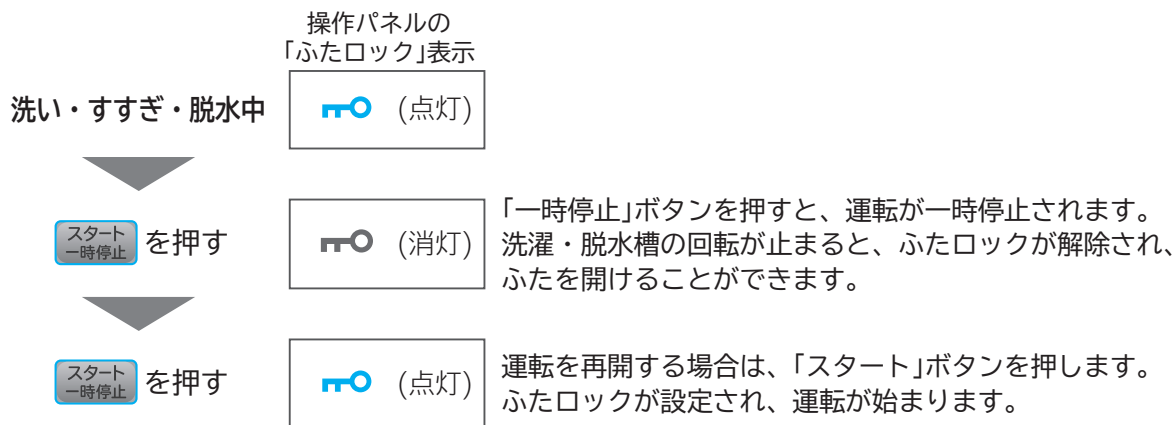 操作パネルの
「ふたロック」表示
洗い・すすぎ・脱水中
(点灯)
スタート
一時停止
を押す
(消灯)
「一時停止」ボタンを押すと、運転が一時停止されます。
洗濯・脱水槽の回転が止まると、ふたロックが解除され、
ふたを開けることができます。
スタート
一時停止
を押す
(点灯)
運転を再開する場合は、「スタート」ボタンを押します。
ふたロックが設定され、運転が始まります。